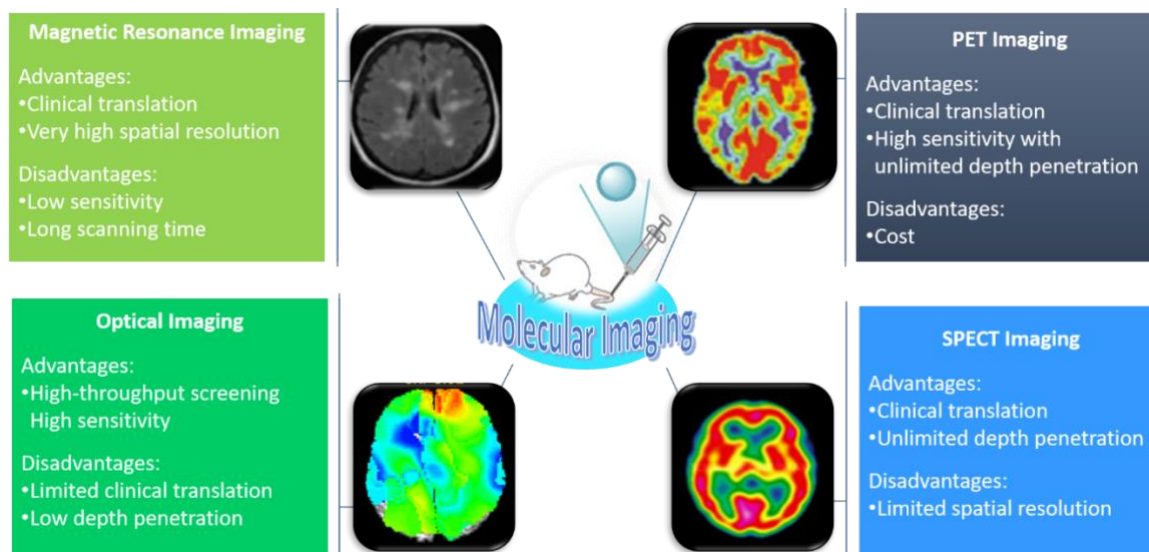 Magnetic Resonance Imaging
Advantages:
•Clinical translation
•Very high spatial resolution
Disadvantages:
•Low sensitivity
•Long scanning time
PET Imaging
Advantages:
•Clinical translation
•High sensitivity with
unlimited depth penetration
Disadvantages:
•Cost
Molecular Imaging
Optical Imaging
Advantages:
•High-throughput screening
High sensitivity
Disadvantages:
•Limited clinical translation
•Low depth penetration
SPECT Imaging
Advantages:
•Clinical translation
•Unlimited depth penetration
Disadvantages:
•Limited spatial resolution